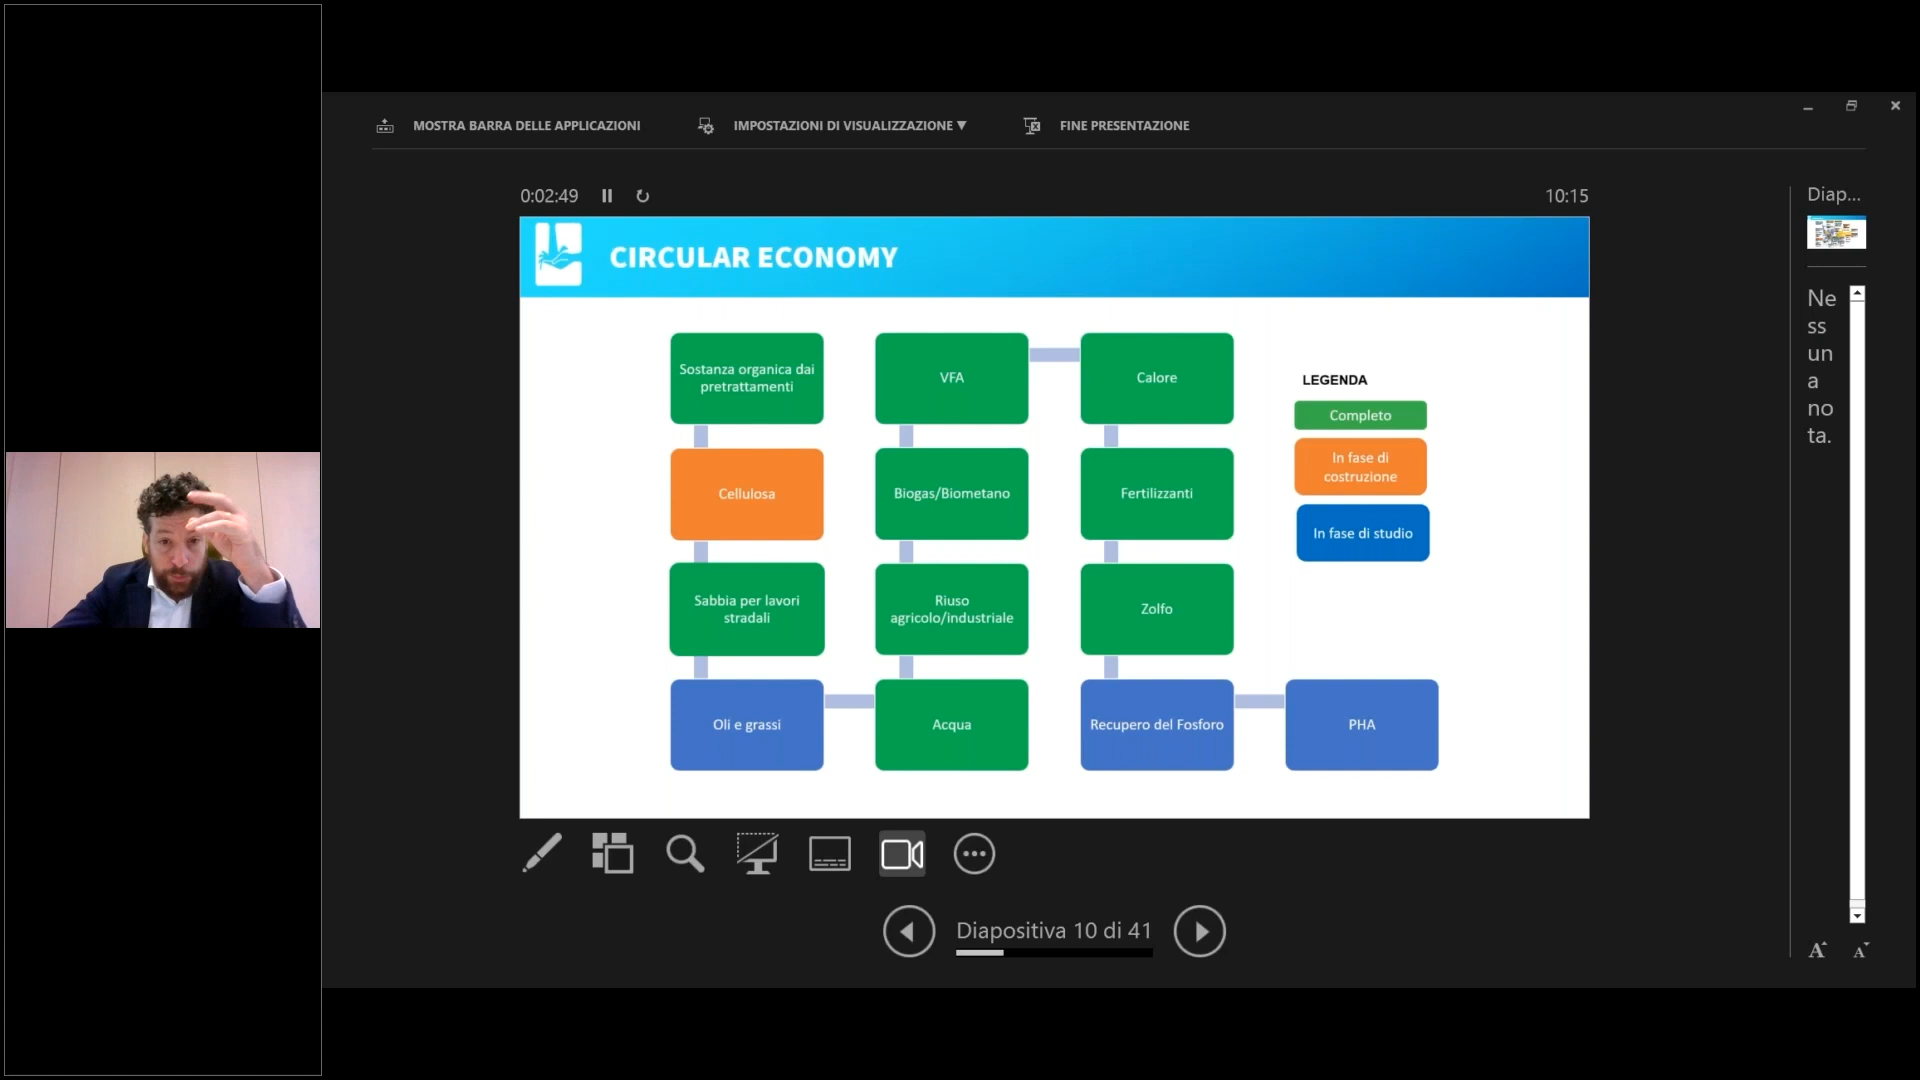 MOSTRA BARRA DELLE APPLICAZIONI
IMPOSTAZIONI DI VISUALIZZAZIONE ▼
FINE PRESENTAZIONE
0:02:49
10:15
CIRCULAR ECONOMY
Sostanza organica dai
pretrattamenti
Cellulosa
Sabbia per lavori
stradali
Oli e grassi
VFA
Biogas/Biometano
Riuso
agricolo/industriale
Acqua
Calore
Fertilizzanti
Zolfo
Recupero del Fosforo
PHA
LEGENDA
Completo
In fase di
costruzione
In fase di studio
Diapositiva 10 di 41
Diap...
Ne
ss
un
a
no
ta.
A
A